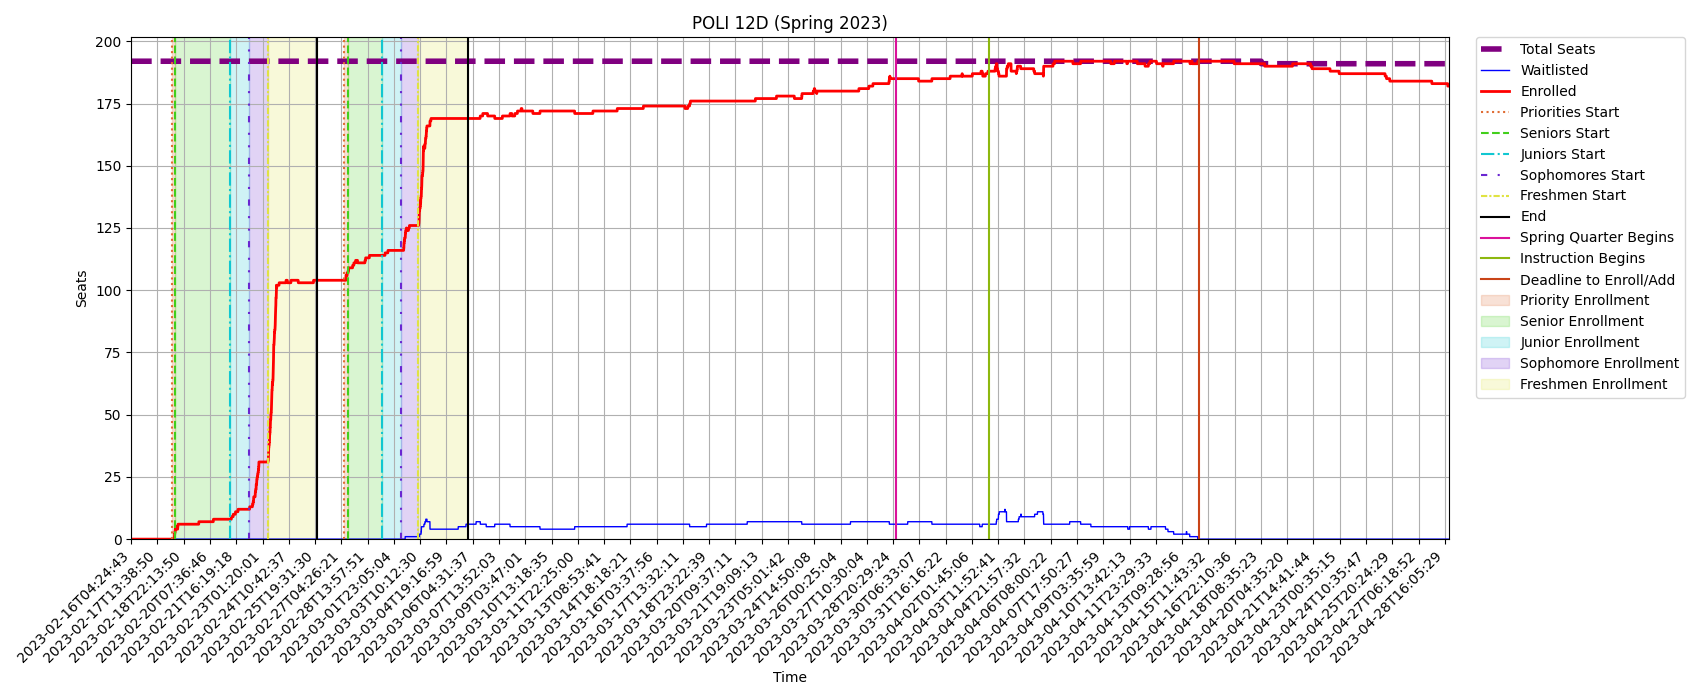 POLI 12D (Spring 2023)
Seats
200
175
150
125
100
75
50
25
0
2023-02-16T04:24:43
2023-02-17T13:38:50
2023-02-18T22:13:50
2023-02-20T07:36:46
2023-02-21T16:19:18
2023-02-23T01:20:01
2023-02-24T10:42:37
2023-02-25T19:31:30
2023-02-27T04:26:21
2023-02-28T13:57:51
2023-03-01T23:05:04
2023-03-03T10:12:30
2023-03-04T19:16:59
2023-03-06T04:31:37
2023-03-07T13:52:03
2023-03-09T03:47:01
2023-03-10T13:18:35
2023-03-11T22:25:00
2023-03-13T08:53:41
2023-03-14T18:18:21
2023-03-16T03:37:56
2023-03-17T13:32:11
2023-03-18T23:22:39
2023-03-20T09:37:11
2023-03-21T19:09:13
2023-03-23T05:01:42
2023-03-24T14:50:08
2023-03-26T00:25:04
2023-03-27T10:30:04
2023-03-28T20:29:24
2023-03-30T06:33:07
2023-03-31T16:16:22
2023-04-02T01:45:06
2023-04-03T11:52:41
2023-04-04T21:57:32
2023-04-06T08:00:22
2023-04-07T17:50:27
2023-04-09T03:35:59
2023-04-10T13:42:13
2023-04-11T23:29:33
2023-04-13T09:28:56
2023-04-15T11:43:32
2023-04-16T22:10:36
2023-04-18T08:35:23
2023-04-20T04:35:20
2023-04-21T14:41:44
2023-04-23T00:35:15
2023-04-24T10:35:47
2023-04-25T20:24:29
2023-04-27T06:18:52
2023-04-28T16:05:29
Time
Total Seats
Waitlisted
Enrolled
Priorities Start
Seniors Start
Juniors Start
Sophomores Start
Freshmen Start
End
Spring Quarter Begins
Instruction Begins
Deadline to Enroll/Add
Priority Enrollment
Senior Enrollment
Junior Enrollment
Sophomore Enrollment
Freshmen Enrollment